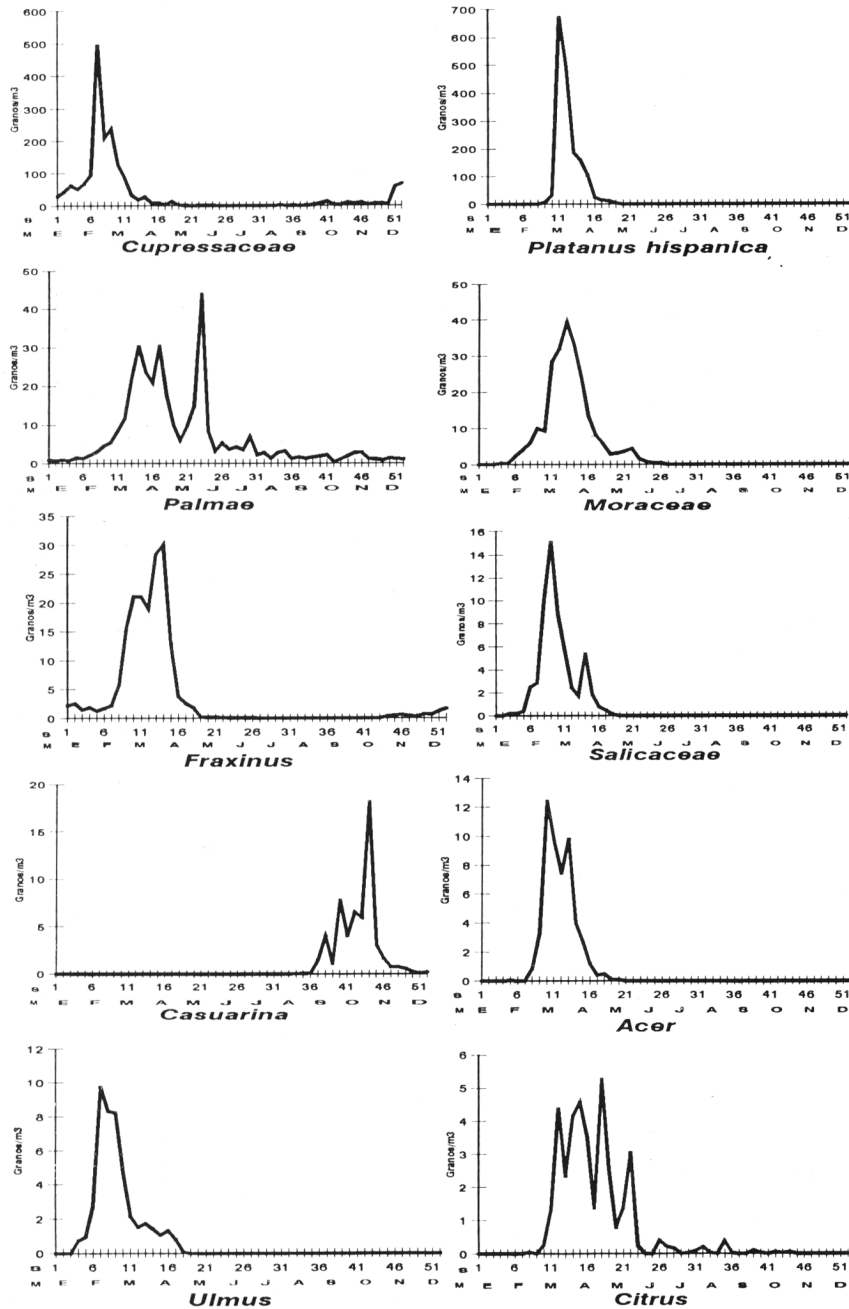 600
500
400
300
200
100
0
Granos/m3
S 1 6 11 16 21 26 31 36 41 46 51
M E F M A M J J A S O N D
Cupressaceae
700
600
500
400
300
200
100
0
Granos/m3
S 1 6 11 16 21 26 31 36 41 46 51
M E F M A M J J A S O N D
Platanus hispanica
50
40
30
20
10
0
Granos/m3
S 1 6 11 16 21 26 31 36 41 46 51
M E F M A M J J A S O N D
Palmae
50
40
30
20
10
0
Granos/m3
S 1 6 11 16 21 26 31 36 41 46 51
M E F M A M J J A S O N D
Moraceae
35
30
25
20
15
10
5
0
Granos/m3
S 1 6 11 16 21 26 31 36 41 46 51
M E F M A M J J A S O N D
Fraxinus
16
14
12
10
8
6
4
2
0
Granos/m3
S 1 6 11 16 21 26 31 36 41 46 51
M E F M A M J J A S O N D
Salicaceae
20
15
10
5
0
Granos/m3
S 1 6 11 16 21 26 31 36 41 46 51
M E F M A M J J A S O N D
Casuarina
14
12
10
8
6
4
2
0
Granos/m3
S 1 6 11 16 21 26 31 36 41 46 51
M E F M A M J J A S O N D
Acer
12
10
8
6
4
2
0
Granos/m3
S 1 6 11 16 21 26 31 36 41 46 51
M E F M A M J J A S O N D
Ulmus
6
5
4
3
2
1
0
Granos/m3
S 1 6 11 16 21 26 31 36 41 46 51
M E F M A M J J A S O N D
Citrus